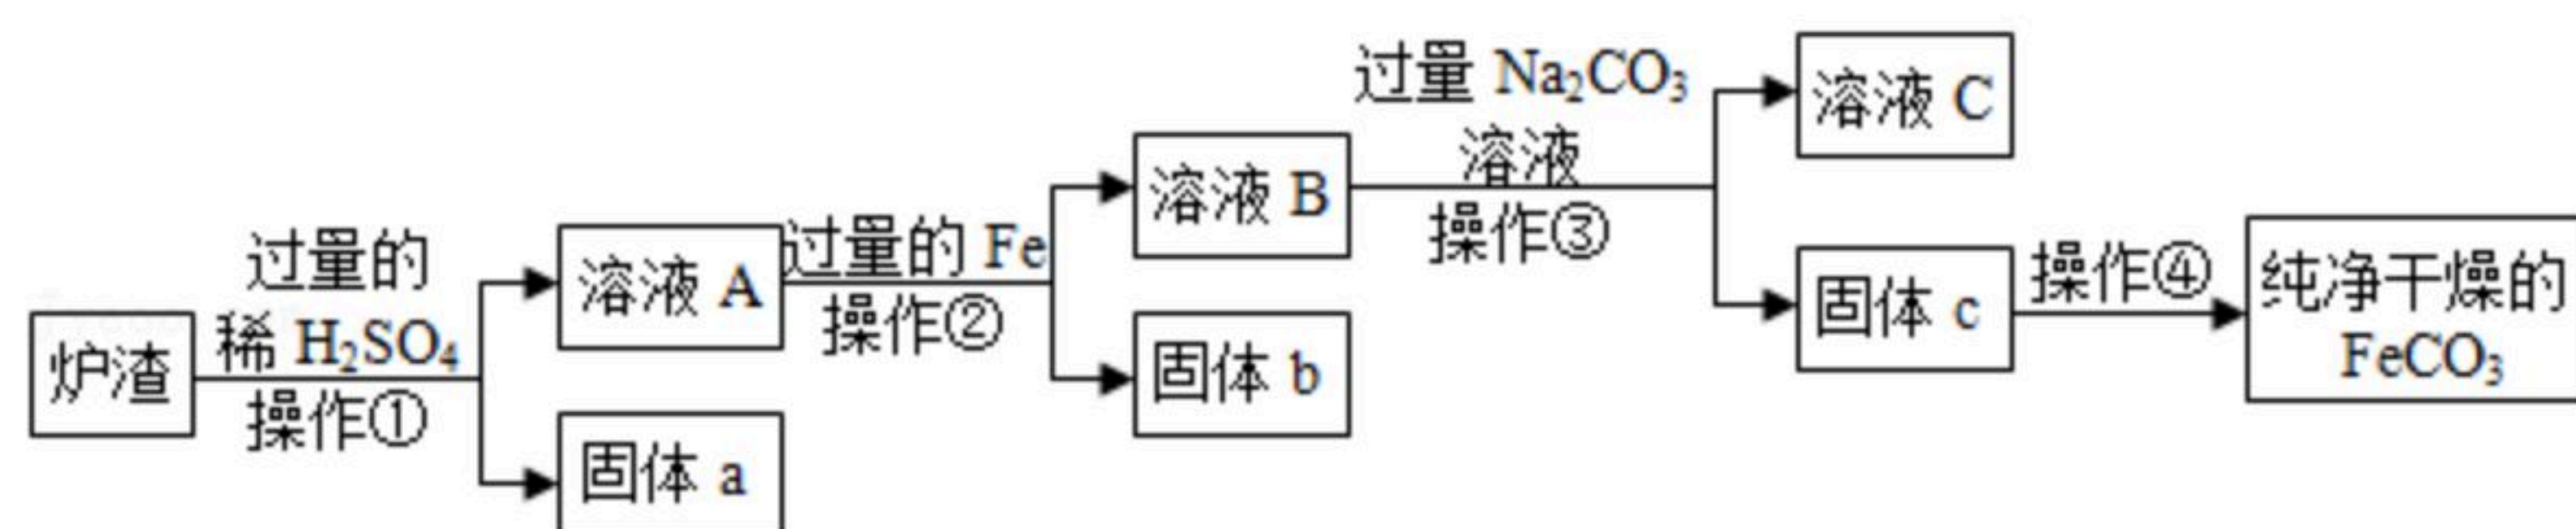 炉渣
过量的
稀 H₂SO₄
操作①
溶液 A
固体 a
过量的 Fe
操作②
溶液 B
固体 b
过量 Na₂CO₃
溶液
操作③
溶液 C
固体 c
操作④
纯净干燥的
FeCO₃